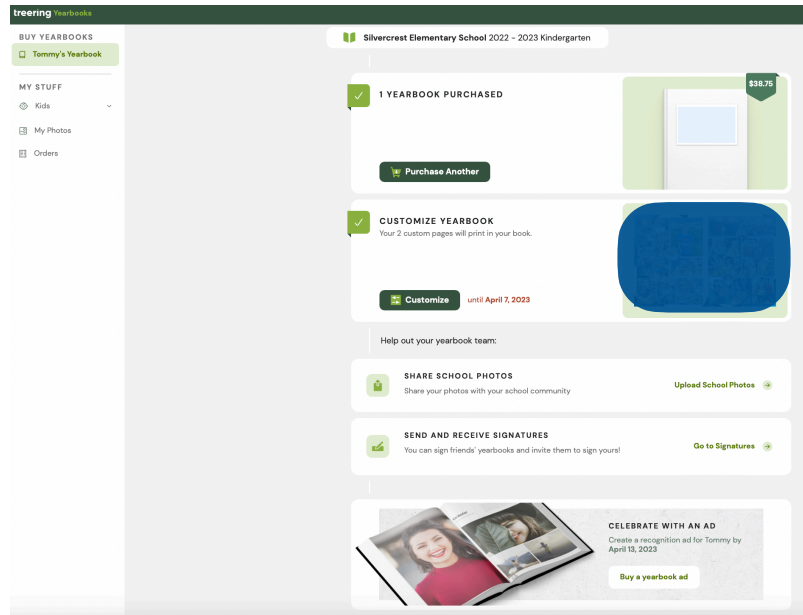 treering Yearbooks
BUY YEARBOOKS
Tommy's Yearbook
MY STUFF
Kids
My Photos
Orders
Silvercrest Elementary School 2022 - 2023 Kindergarten
1 YEARBOOK PURCHASED
$38.75
Purchase Another
CUSTOMIZE YEARBOOK
Your 2 custom pages will print in your book.
Customize until April 7, 2023
Help out your yearbook team:
SHARE SCHOOL PHOTOS
Share your photos with your school community
Upload School Photos
SEND AND RECEIVE SIGNATURES
You can sign friends' yearbooks and invite them to sign yours!
Go to Signatures
CELEBRATE WITH AN AD
Create a recognition ad for Tommy by
April 13, 2023
Buy a yearbook ad